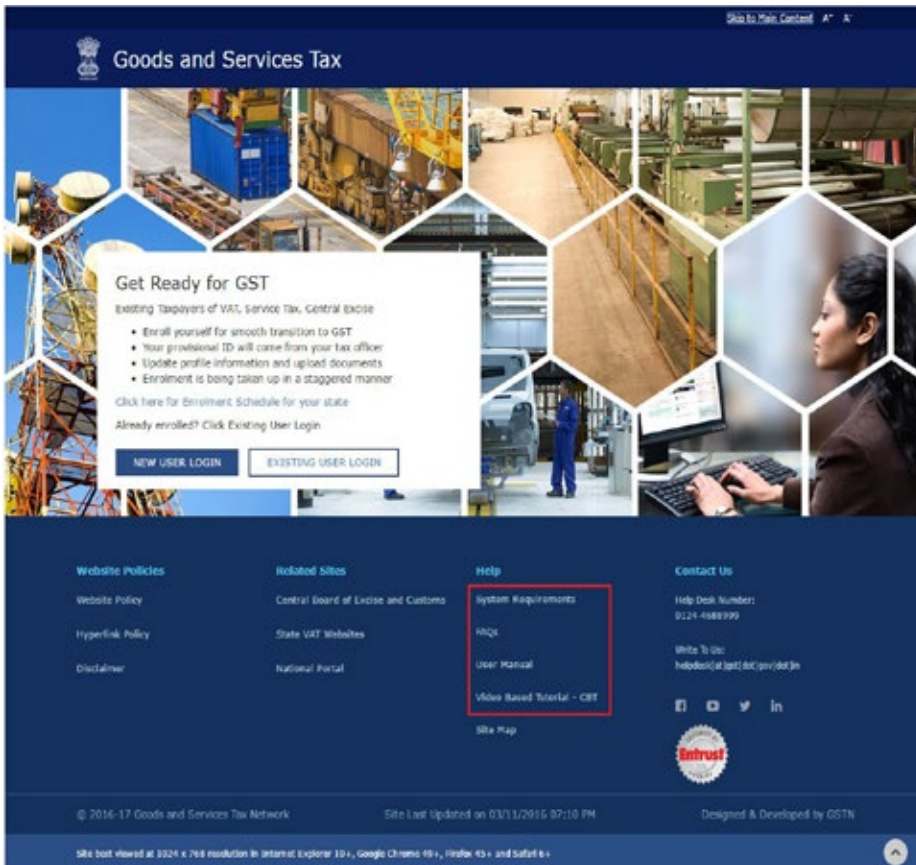 Skip to Main Content A⁺ A⁻
Goods and Services Tax
Get Ready for GST
Existing Taxpayers of VAT, Service Tax, Central Excise
• Enroll yourself for smooth transition to GST
• Your provisional ID will come from your tax officer
• Update profile information and upload documents
• Enrolment is being taken up in a staggered manner
Click here for Enrolment Schedule for your state
Already enrolled? Click Existing User Login
NEW USER LOGIN
EXISTING USER LOGIN
Website Policies
Website Policy
Hyperlink Policy
Disclaimer
Related Sites
Central Board of Excise and Customs
State VAT Websites
National Portal
Help
System Requirements
FAQs
User Manual
Video Based Tutorial - CBT
Site Map
Contact Us
Help Desk Number:
0124-4688999
Write To Us:
helpdesk[at]gst[dot]gov[dot]in
Entrust
© 2016-17 Goods and Services Tax Network
Site Last Updated on 03/11/2016 07:10 PM
Designed & Developed by GSTN
Site best viewed at 1024 x 768 resolution in Internet Explorer 10+, Google Chrome 49+, Firefox 45+ and Safari 6+